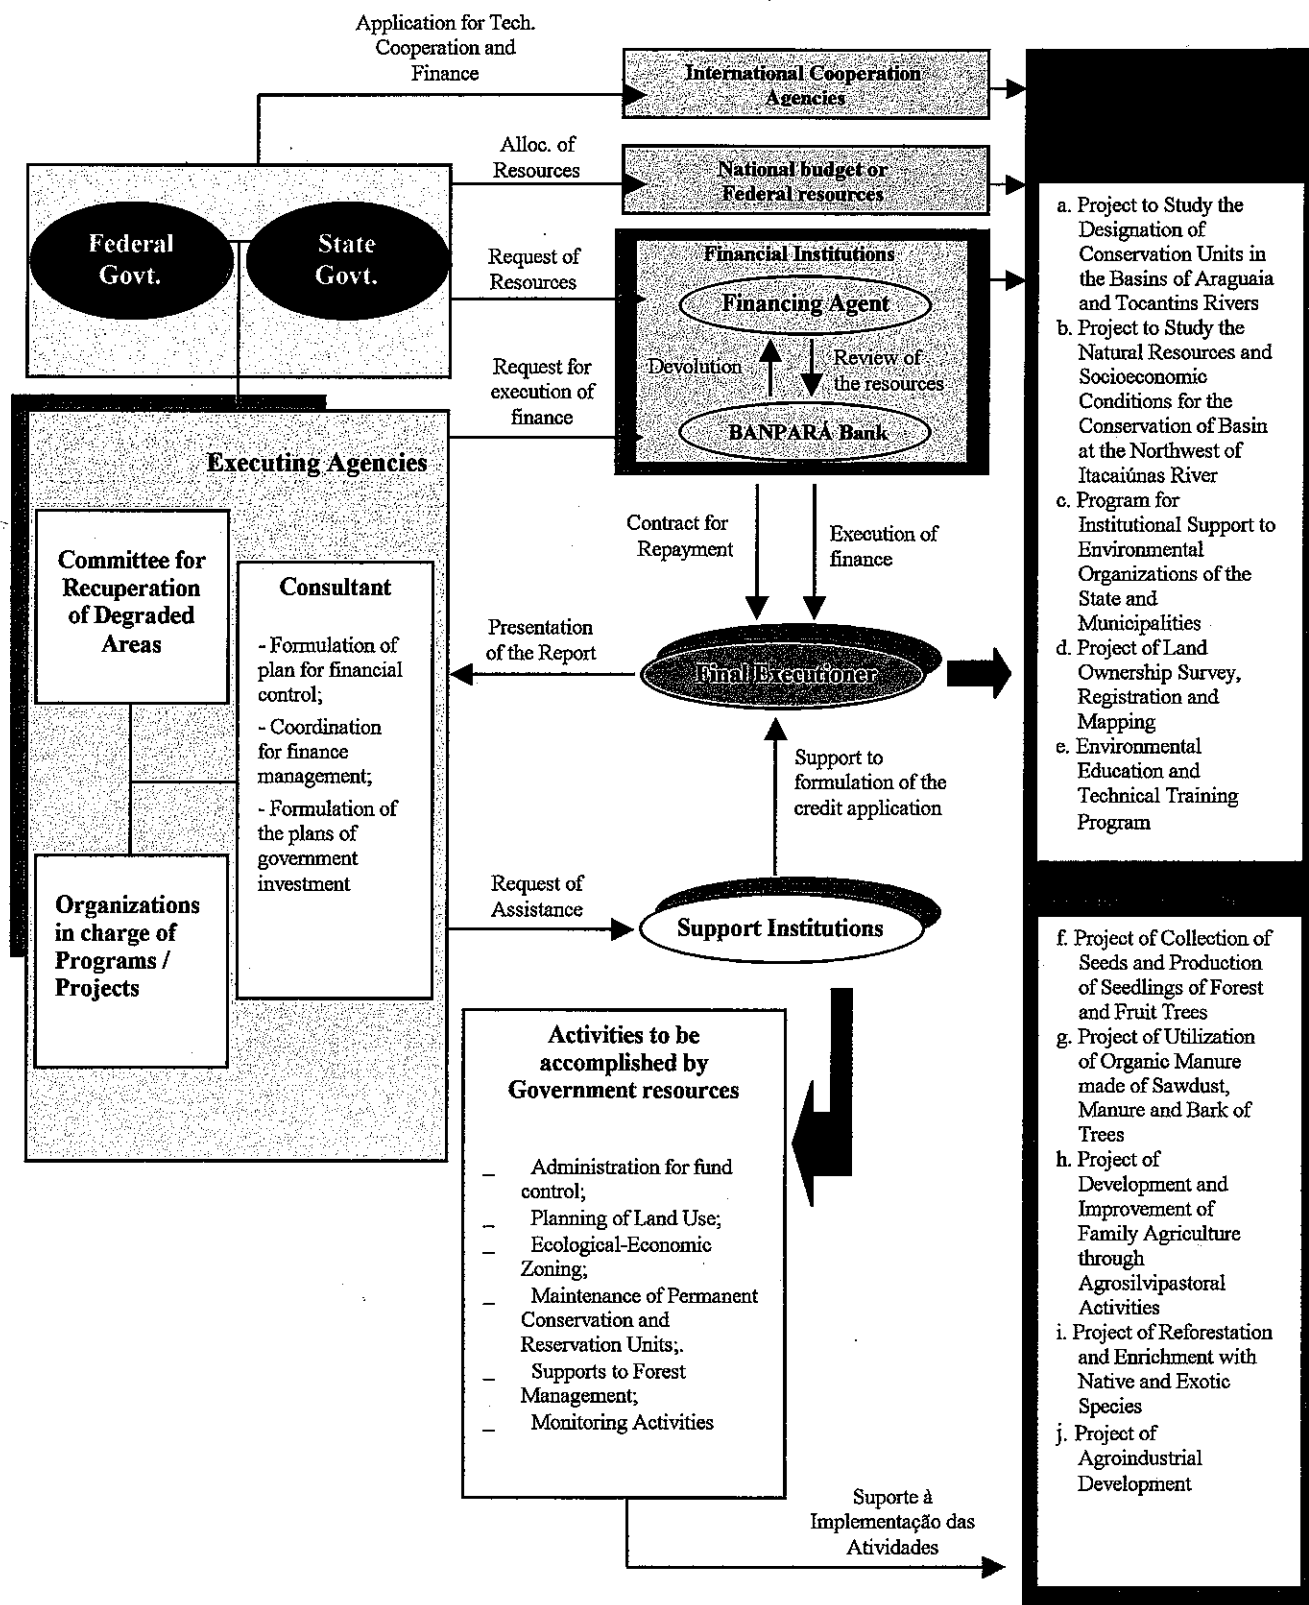 Application for Tech.
Cooperation and
Finance
International Cooperation
Agencies
Alloc. of
Resources
National budget or
Federal resources
Federal
Govt.
State
Govt.
Request of
Resources
Financial Institutions
Financing Agent
Devolution
Review of
the resources
BANPARÁ Bank
Request for
execution of
finance
Executing Agencies
Committee for
Recuperation
of Degraded
Areas
Consultant
- Formulation of
plan for financial
control;
- Coordination
for finance
management;
- Formulation of
the plans of
government
investment
Organizations
in charge of
Programs /
Projects
Contract for
Repayment
Execution of
finance
Presentation
of the Report
Final Executioner
Support to
formulation of the
credit application
Request of
Assistance
Support Institutions
Activities to be
accomplished by
Government resources
_ Administration for fund
control;
_ Planning of Land Use;
_ Ecological-Economic
Zoning;
_ Maintenance of Permanent
Conservation and
Reservation Units;.
_ Supports to Forest
Management;
_ Monitoring Activities
Suporte à
Implementação das
Atividades
a. Project to Study the
Designation of
Conservation Units in
the Basins of Araguaia
and Tocantins Rivers
b. Project to Study the
Natural Resources and
Socioeconomic
Conditions for the
Conservation of Basin
at the Northwest of
Itacaiúnas River
c. Program for
Institutional Support to
Environmental
Organizations of the
State and
Municipalities
d. Project of Land
Ownership Survey,
Registration and
Mapping
e. Environmental
Education and
Technical Training
Program
f. Project of Collection of
Seeds and Production
of Seedlings of Forest
and Fruit Trees
g. Project of Utilization
of Organic Manure
made of Sawdust,
Manure and Bark of
Trees
h. Project of
Development and
Improvement of
Family Agriculture
through
Agrosilvipastoral
Activities
i. Project of Reforestation
and Enrichment with
Native and Exotic
Species
j. Project of
Agroindustrial
Development